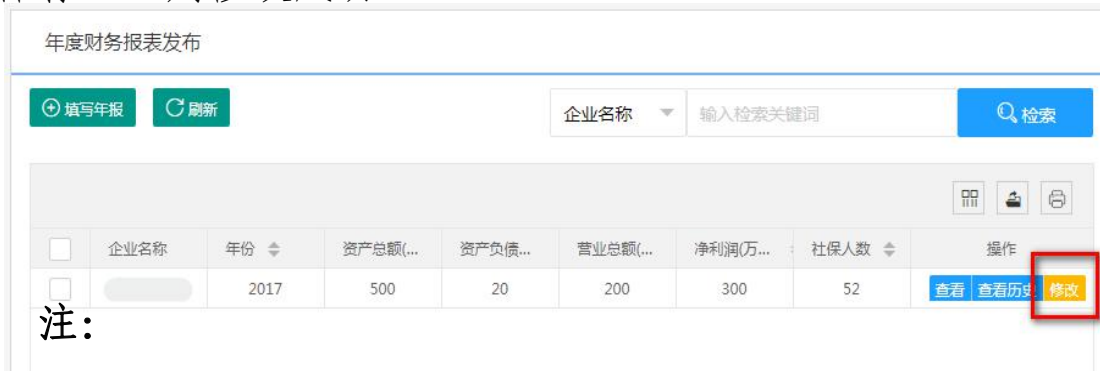 年度财务报表发布
填写年报 刷新 企业名称 输入检索关键词 检索
企业名称 年份 资产总额(... 资产负债... 营业总额(... 净利润(万... 社保人数 操作
2017 500 20 200 300 52 查看 查看历史 修改
注：